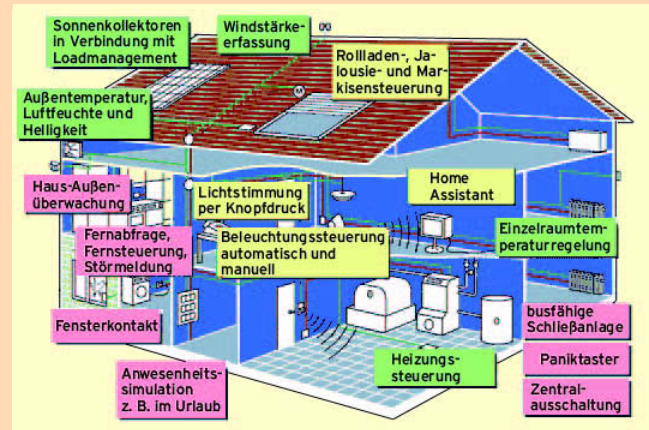 Sonnenkollektoren
in Verbindung mit
Loadmanagement
Windstärke-
erfassung
Rollladen-, Ja-
lousie- und Mar-
kisensteuerung
Außentemperatur,
Luftfeuchte und
Helligkeit
Haus-Außen-
überwachung
Lichtstimmung
per Knopfdruck
Home
Assistant
Fernabfrage,
Fernsteuerung,
Störmeldung
Beleuchtungssteuerung
automatisch und
manuell
Einzelraumtem-
peraturregelung
Fensterkontakt
busfähige
Schließanlage
Anwesenheits-
simulation
z. B. im Urlaub
Heizungs-
steuerung
Paniktaster
Zentral-
ausschaltung